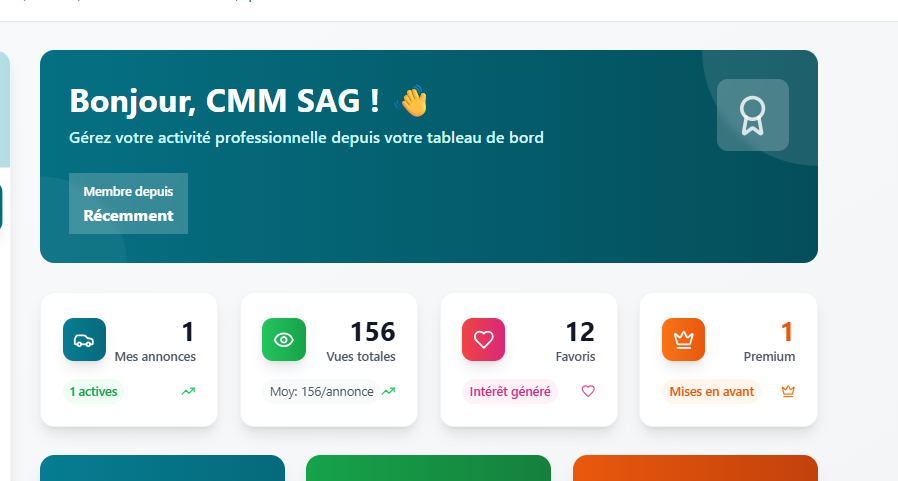 Bonjour, CMM SAG ! 👋
Gérez votre activité professionnelle depuis votre tableau de bord
Membre depuis
Récemment
1
Mes annonces
1 actives
156
Vues totales
Moy: 156/annonce
12
Favoris
Intérêt généré
1
Premium
Mises en avant